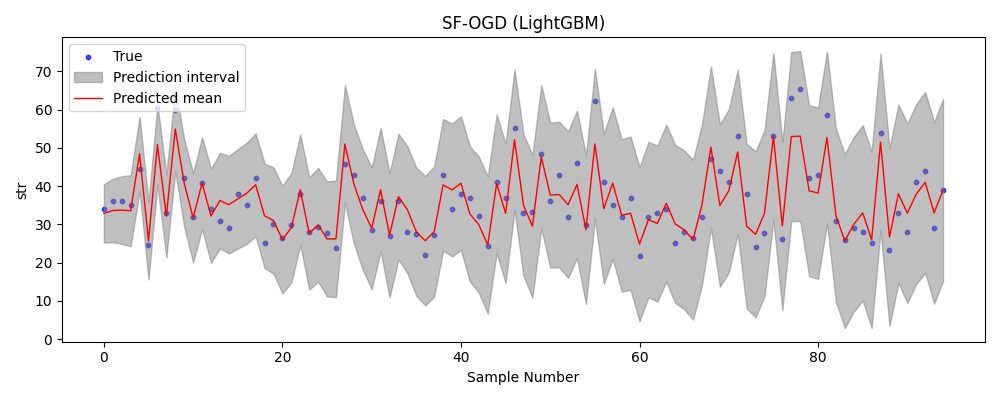 SF-OGD (LightGBM)
True
Prediction interval
Predicted mean
str
70
60
50
40
30
20
10
0
0 20 40 60 80
Sample Number